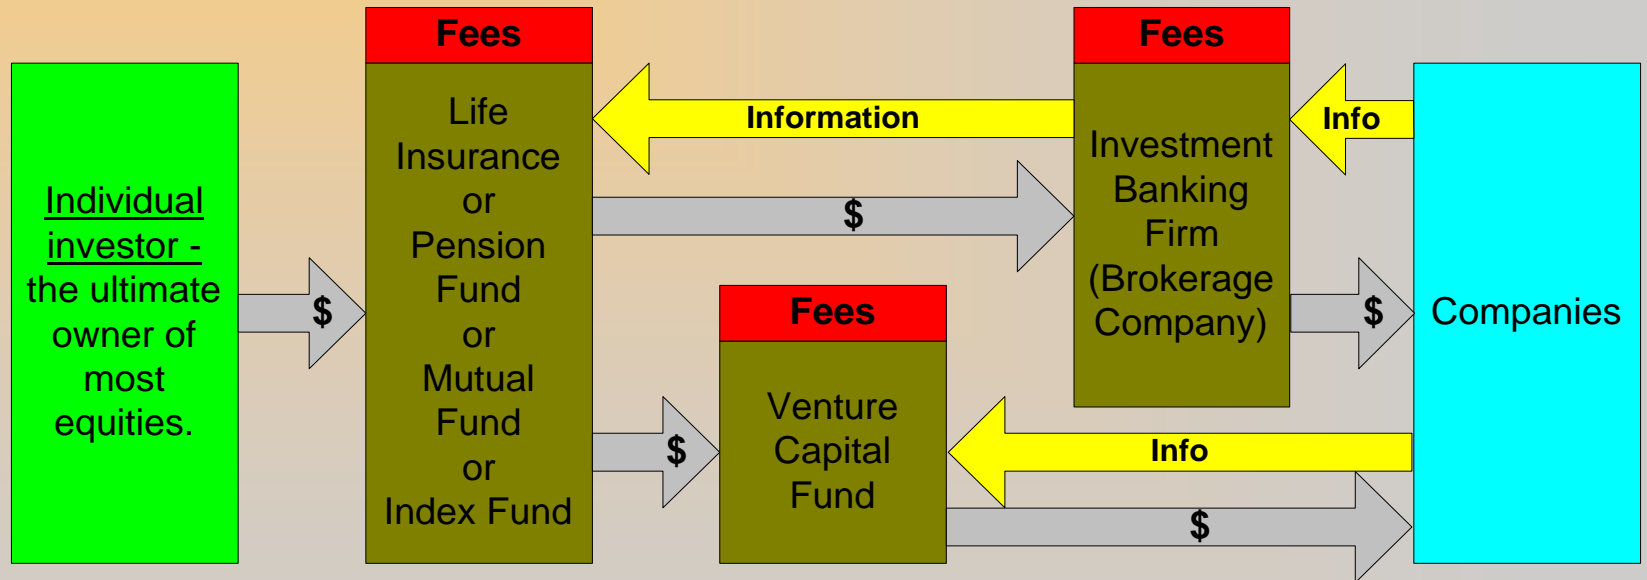 Individual
investor -
the ultimate
owner of
most
equities.
$
Fees
Life
Insurance
or
Pension
Fund
or
Mutual
Fund
or
Index Fund
Information
$
$
Fees
Venture
Capital
Fund
Fees
Investment
Banking
Firm
(Brokerage
Company)
Info
$
Info
$
Companies